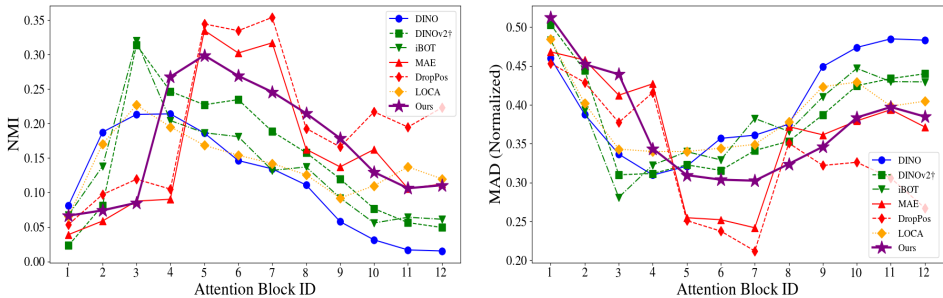 NMI
0.35
0.30
0.25
0.20
0.15
0.10
0.05
0.00
1 2 3 4 5 6 7 8 9 10 11 12
Attention Block ID
DINO
DINOv2†
iBOT
MAE
DropPos
LOCA
Ours
MAD (Normalized)
0.50
0.45
0.40
0.35
0.30
0.25
0.20
1 2 3 4 5 6 7 8 9 10 11 12
Attention Block ID
DINO
DINOv2†
iBOT
MAE
DropPos
LOCA
Ours